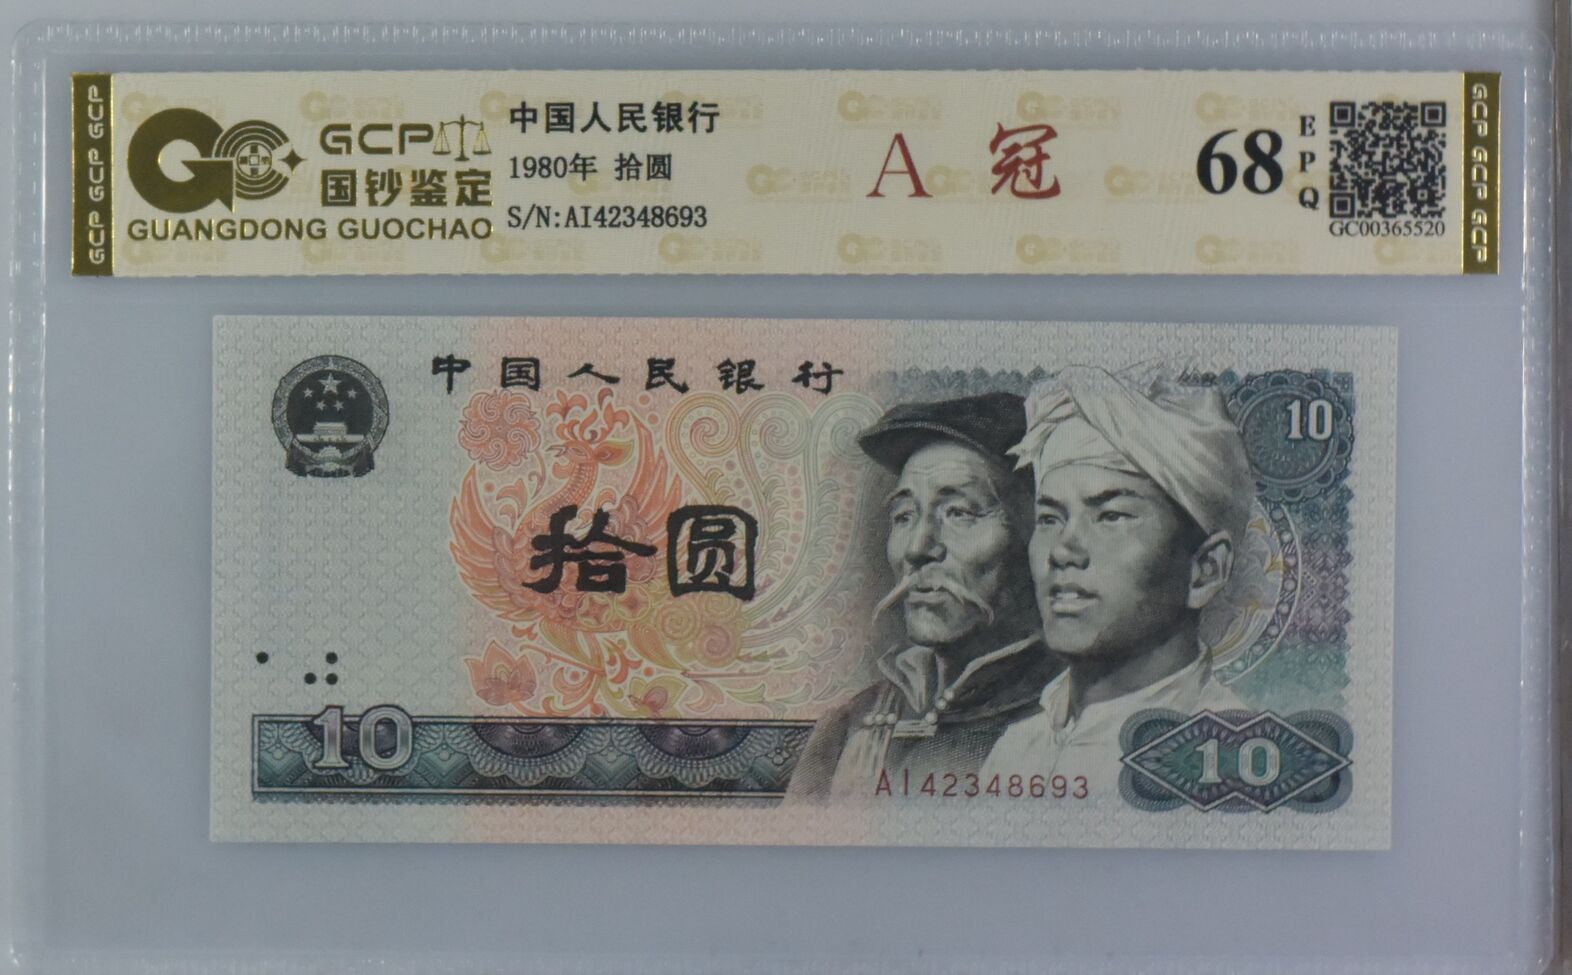 GCP GCP GCP
GCP
国钞鉴定
GUANGDONG GUOCHAO
中国人民银行
1980年 拾圆
S/N:AI42348693
A 冠
68
EPQ
GC00365520
GCP GCP GCP
中国人民银行
10
拾圆
10
AI42348693
10